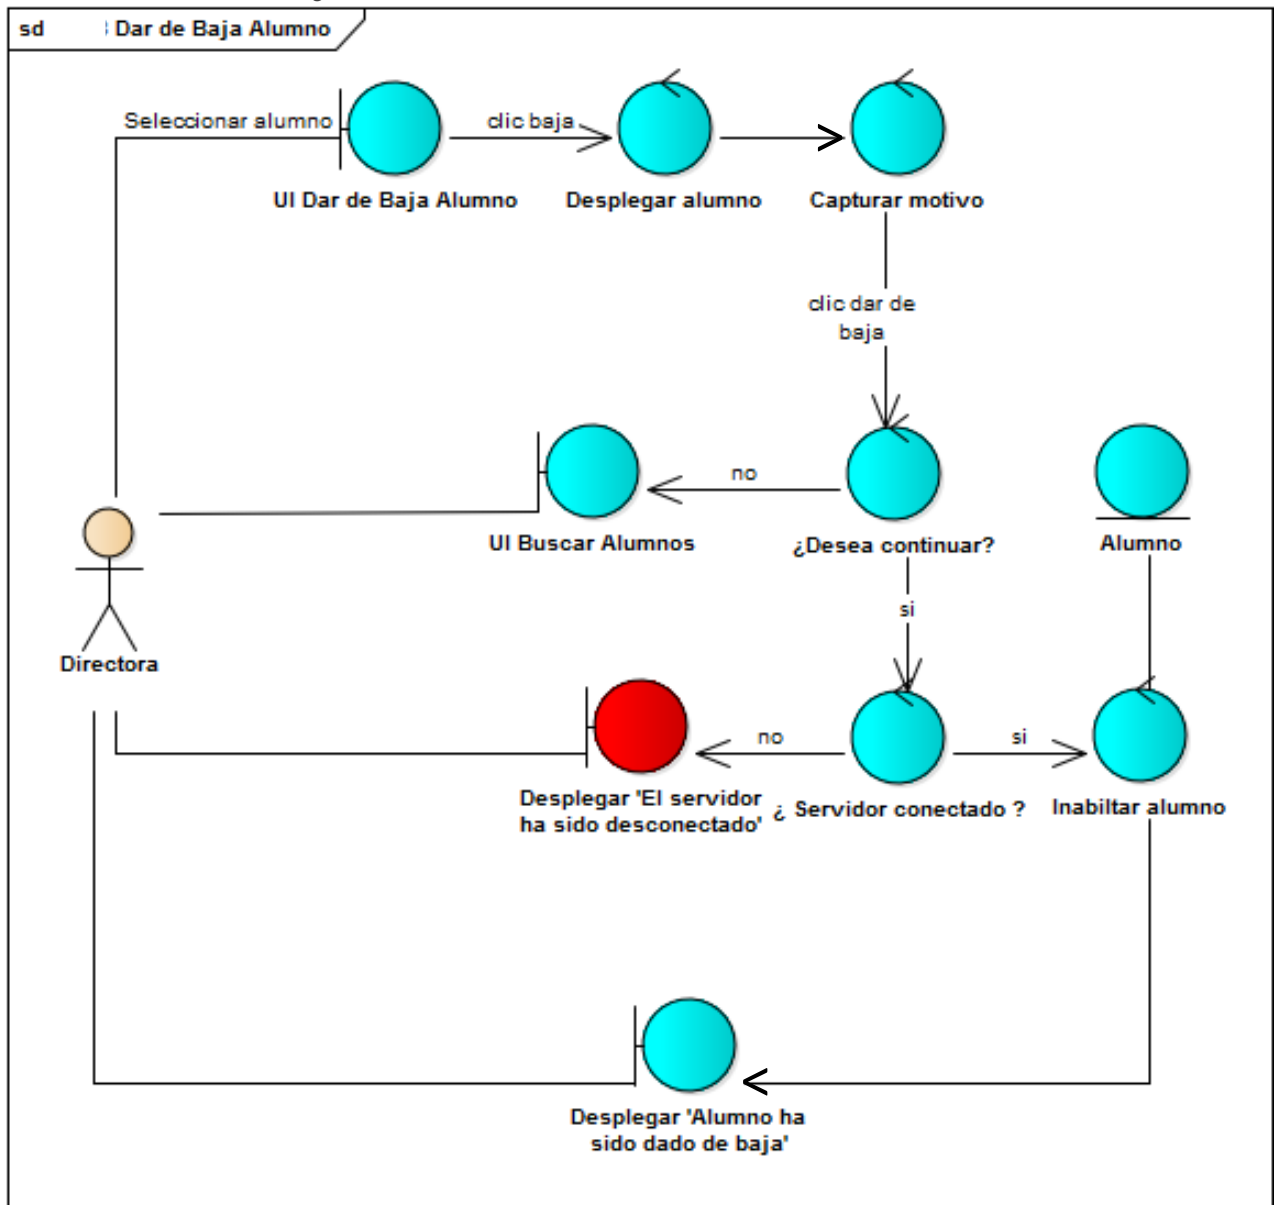 sd Dar de Baja Alumno
Seleccionar alumno
clic baja
UI Dar de Baja Alumno
Desplegar alumno
Capturar motivo
clic dar de
baja
no
UI Buscar Alumnos
¿Desea continuar?
Alumno
si
Directora
no
si
Desplegar 'El servidor
ha sido desconectado'
¿ Servidor conectado ?
Inabiltar alumno
Desplegar 'Alumno ha
sido dado de baja'